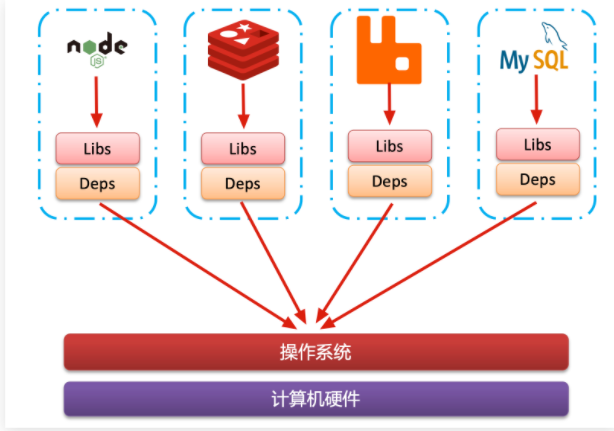 node
JS
MySQL
Libs
Libs
Libs
Libs
Deps
Deps
Deps
Deps
操作系统
计算机硬件